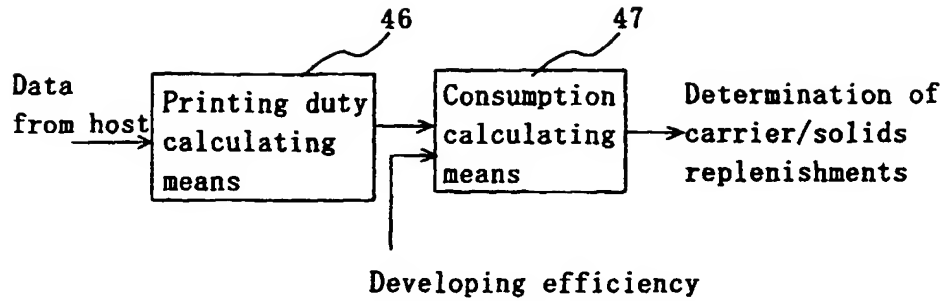 46
47
Data
from host
Printing duty
calculating
means
Consumption
calculating
means
Determination of
carrier/solids
replenishments
Developing efficiency